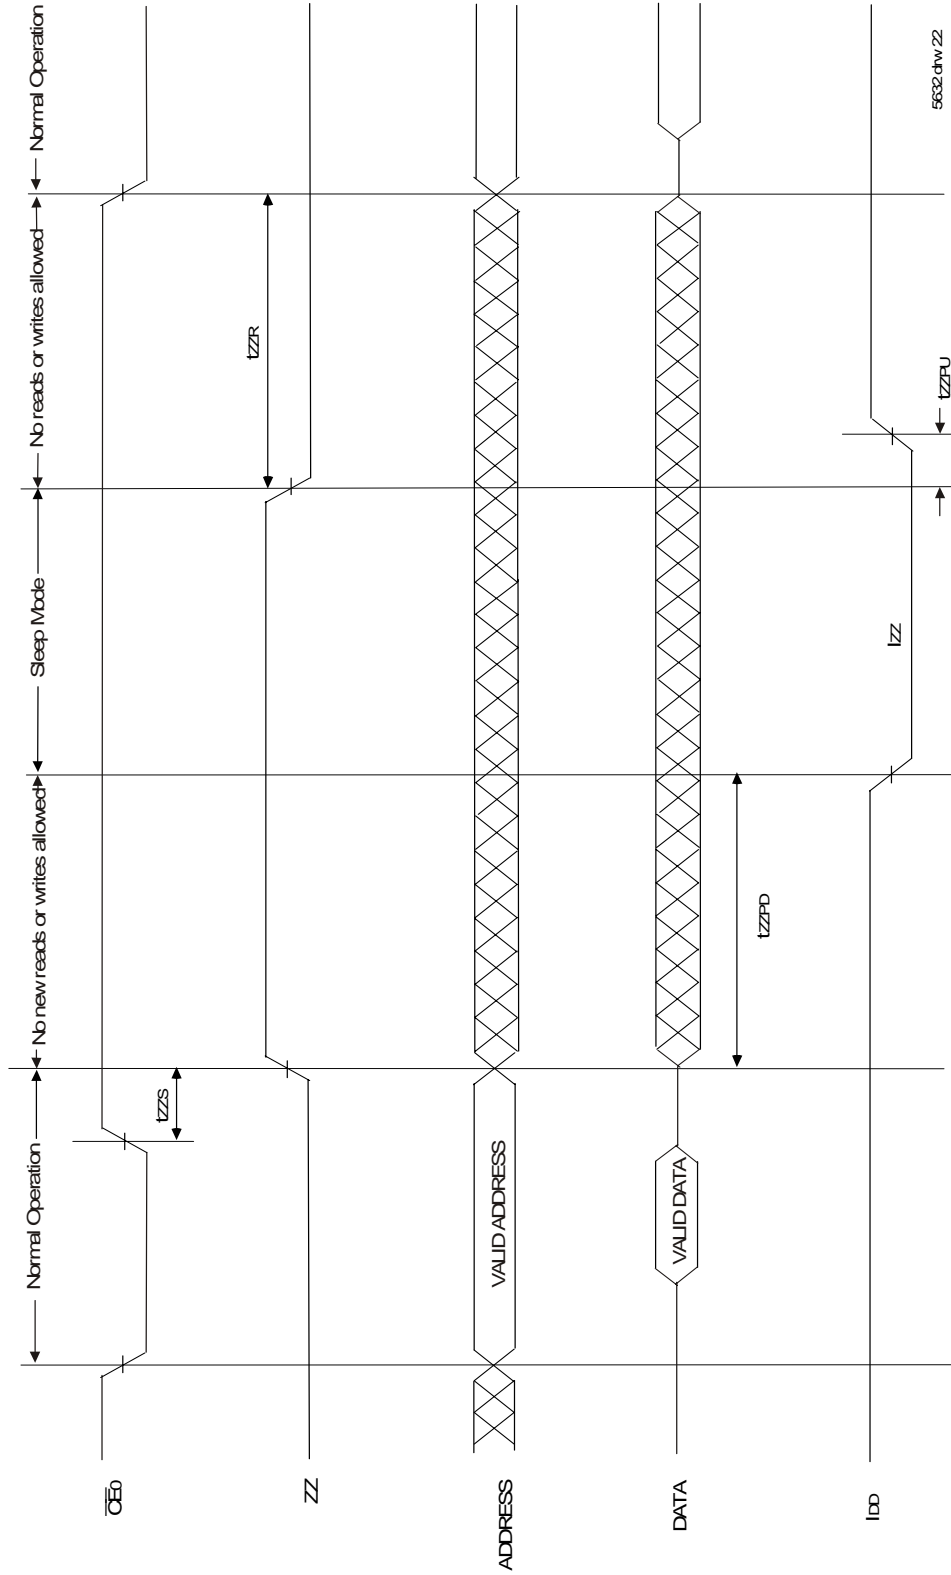 Normal Operation
No new reads or writes allowed
Sleep Mode
No reads or writes allowed
Normal Operation
CE0
tZZS
ZZ
tZZR
ADDRESS
VALID ADDRESS
DATA
VALID DATA
tZZPD
IDD
IZZ
tZZPU
5632 drw 22